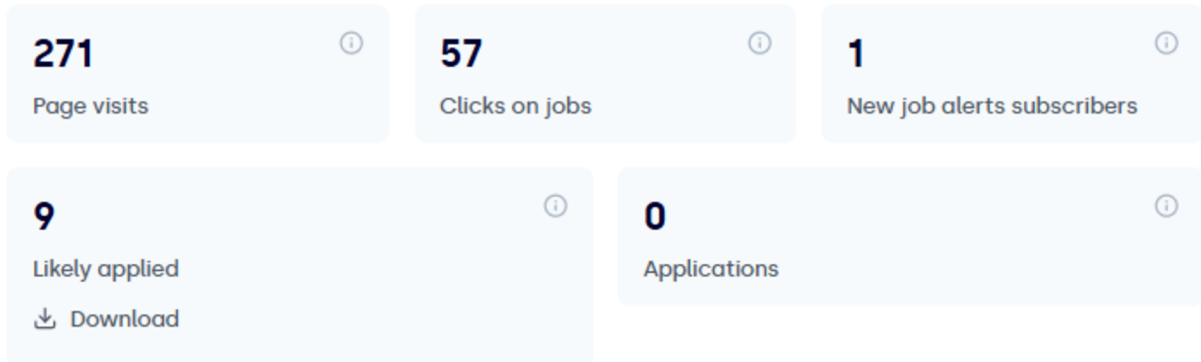 271
Page visits
57
Clicks on jobs
1
New job alerts subscribers
9
Likely applied
Download
0
Applications